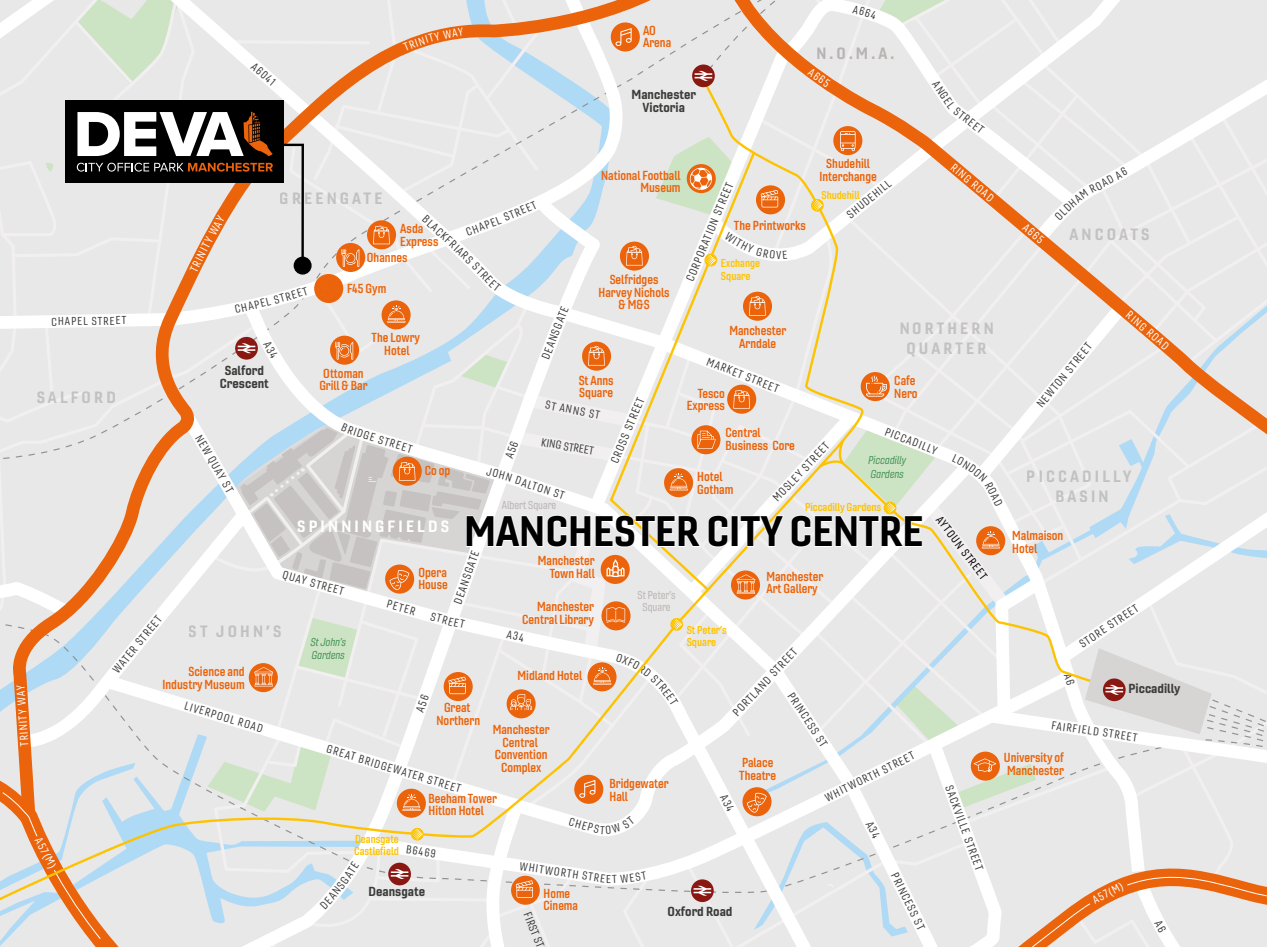 A664
AO
Arena
TRINITY WAY
N.O.M.A.
A6041
A665
Manchester
Victoria
ANGEL STREET
DEVA
CITY OFFICE PARK MANCHESTER
Shudehill
Interchange
RING ROAD
National Football
Museum
OLDHAM ROAD A6
GREENGATE
Shudehill
SHUDEHILL
CORPORATION STREET
The Printworks
A665
ANCOATS
BLACKFRIARS STREET
CHAPEL STREET
Asda
Express
WITHY GROVE
TRINITY WAY
Ohannes
Exchange
Square
Selfridges
Harvey Nichols
& M&S
F45 Gym
CHAPEL STREET
CHAPEL STREET
DEANSGATE
Manchester
Arndale
RING ROAD
NORTHERN
QUARTER
The Lowry
Hotel
A34
Salford
Crescent
Ottoman
Grill & Bar
St Anns
Square
MARKET STREET
NEWTON STREET
SALFORD
Tesco
Express
Cafe
Nero
ST ANNS ST
CROSS STREET
BRIDGE STREET
KING STREET
A56
Central
Business Core
PICCADILLY
NEW QUAY ST
Piccadilly
Gardens
LONDON ROAD
MOSLEY STREET
Co op
JOHN DALTON ST
Hotel
Gotham
PICCADILLY
BASIN
Albert Square
Piccadilly Gardens
SPINNINGFIELDS
MANCHESTER CITY CENTRE
AYTOUN STREET
Malmaison
Hotel
Manchester
Town Hall
DEANSGATE
Opera
House
QUAY STREET
Manchester
Art Gallery
PETER STREET
Manchester
Central Library
St Peter's
Square
STORE STREET
ST JOHN'S
St John's
Gardens
A34
St Peter's
Square
WATER STREET
OXFORD STREET
Science and
Industry Museum
Midland Hotel
PORTLAND STREET
A6
Piccadilly
TRINITY WAY
A56
Great
Northern
PRINCESS ST
LIVERPOOL ROAD
Manchester
Central
Convention
Complex
FAIRFIELD STREET
GREAT BRIDGEWATER STREET
Palace
Theatre
WHITWORTH STREET
University of
Manchester
Bridgewater
Hall
Beeham Tower
Hitlon Hotel
A34
SACKVILLE STREET
CHEPSTOW ST
A34
Deansgate
Castlefield
B6469
A57(M)
WHITWORTH STREET WEST
DEANSGATE
Deansgate
Home
Cinema
Oxford Road
PRINCESS ST
A57(M)
FIRST ST
A6